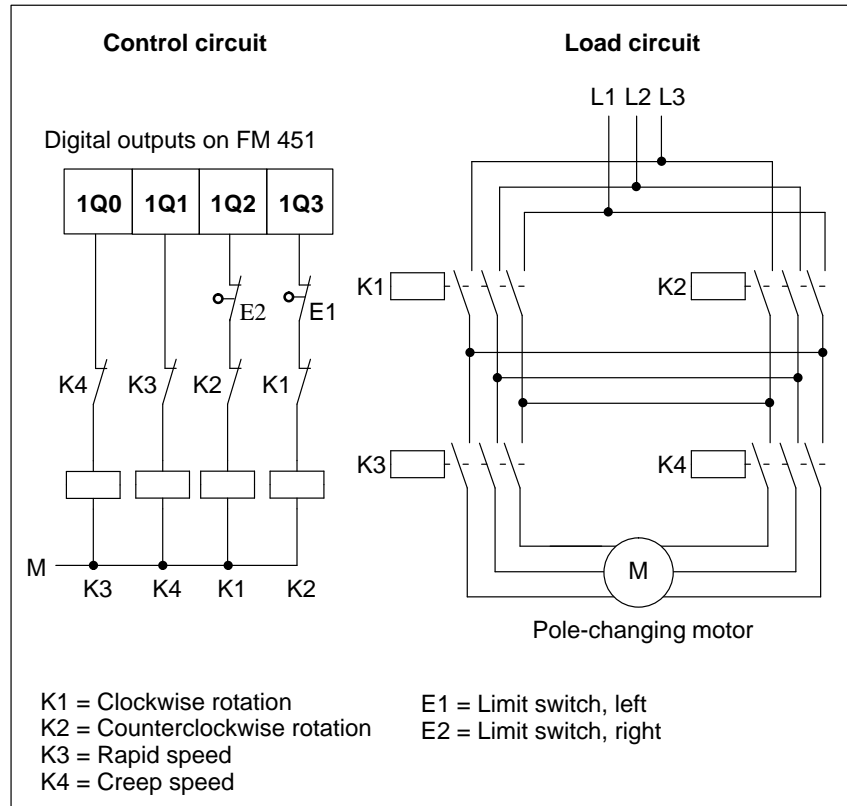 Control circuit
Load circuit
L1 L2 L3
Digital outputs on FM 451
1Q0 1Q1 1Q2 1Q3
E2 E1
K1 K2
K4 K3 K2 K1
K3 K4
M
K3 K4 K1 K2
M
Pole-changing motor
K1 = Clockwise rotation
K2 = Counterclockwise rotation
K3 = Rapid speed
K4 = Creep speed
E1 = Limit switch, left
E2 = Limit switch, right